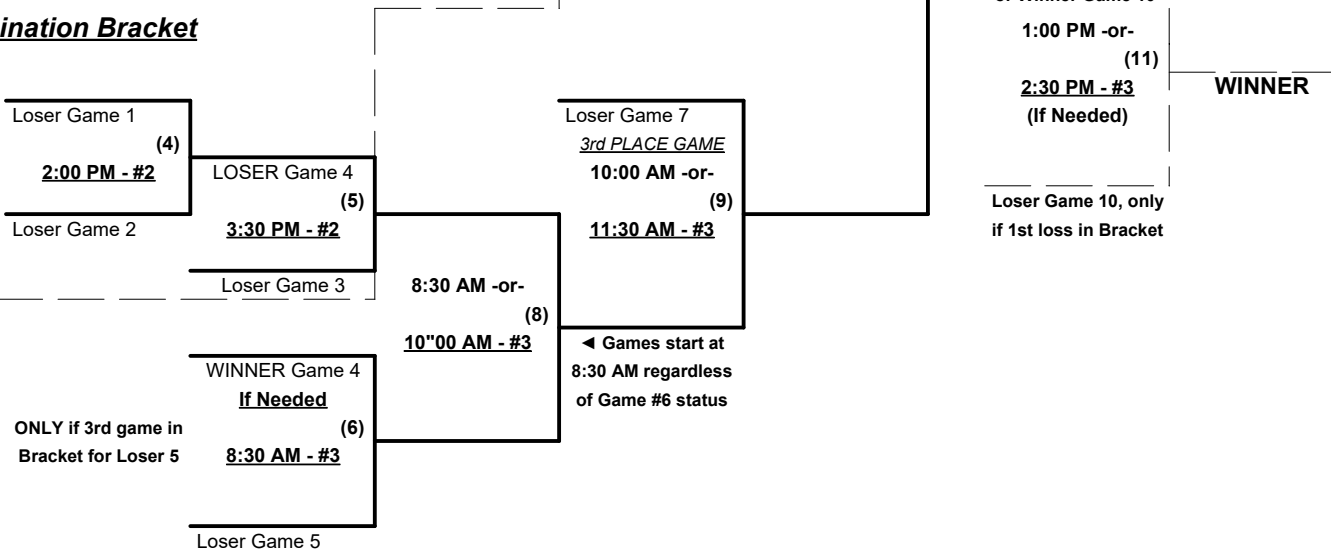 ination Bracket
Loser Game 1
(4)
2:00 PM - #2
Loser Game 2
LOSER Game 4
(5)
3:30 PM - #2
Loser Game 3
WINNER Game 4
If Needed
(6)
8:30 AM - #3
Loser Game 5
ONLY if 3rd game in
Bracket for Loser 5
8:30 AM -or-
(8)
10"00 AM - #3
Loser Game 7
3rd PLACE GAME
10:00 AM -or-
(9)
11:30 AM - #3
◄ Games start at
8:30 AM regardless
of Game #6 status
1:00 PM -or-
(11)
2:30 PM - #3
(If Needed)
Loser Game 10, only
if 1st loss in Bracket
WINNER